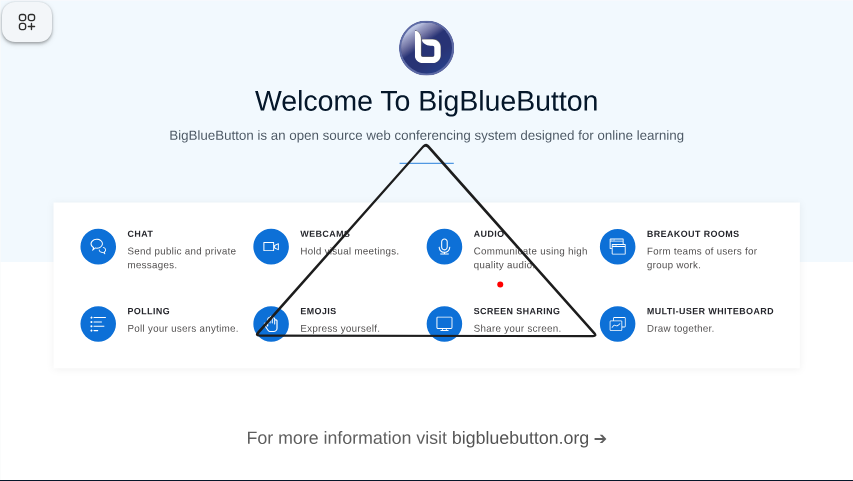 Welcome To BigBlueButton
BigBlueButton is an open source web conferencing system designed for online learning
CHAT
Send public and private
messages.
WEBCAMS
Hold visual meetings.
AUDIO
Communicate using high
quality audio.
BREAKOUT ROOMS
Form teams of users for
group work.
POLLING
Poll your users anytime.
EMOJIS
Express yourself.
SCREEN SHARING
Share your screen.
MULTI-USER WHITEBOARD
Draw together.
For more information visit bigbluebutton.org →